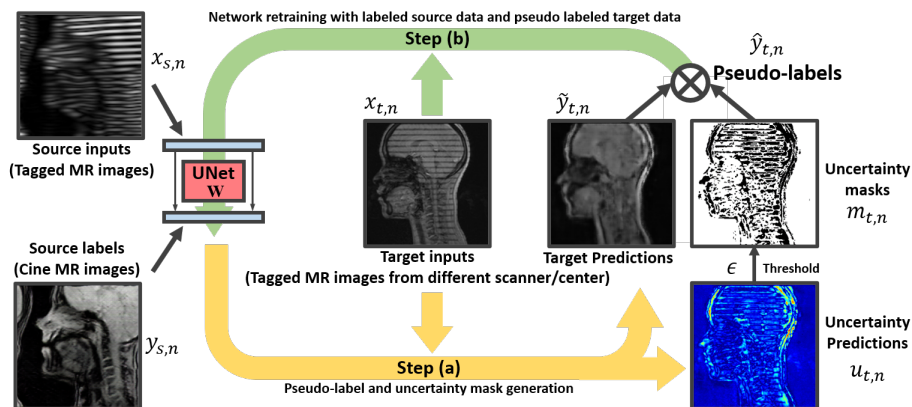 Network retraining with labeled source data and pseudo labeled target data
Step (b)
x_{s,n}
Source inputs
(Tagged MR images)
UNet
w
Source labels
(Cine MR images)
y_{s,n}
x_{t,n}
Target inputs
(Tagged MR images from different scanner/center)
ỹ_{t,n}
Target Predictions
ŷ_{t,n}
Pseudo-labels
Uncertainty
masks
m_{t,n}
ϵ Threshold
Uncertainty
Predictions
u_{t,n}
Step (a)
Pseudo-label and uncertainty mask generation